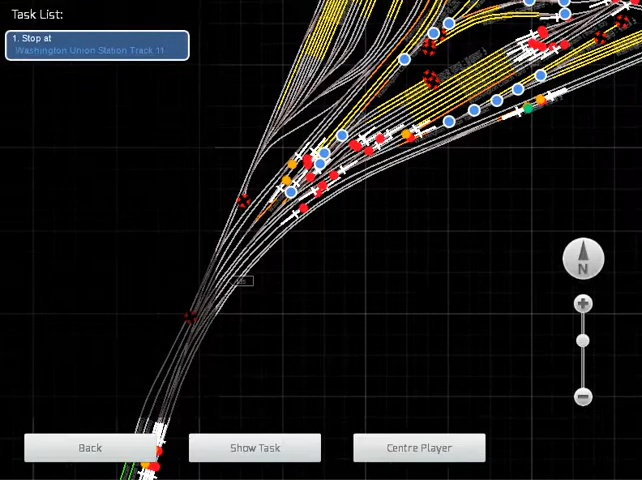 Task List:
1. Stop at
Washington Union Station Track 11
N
Back
Show Task
Centre Player